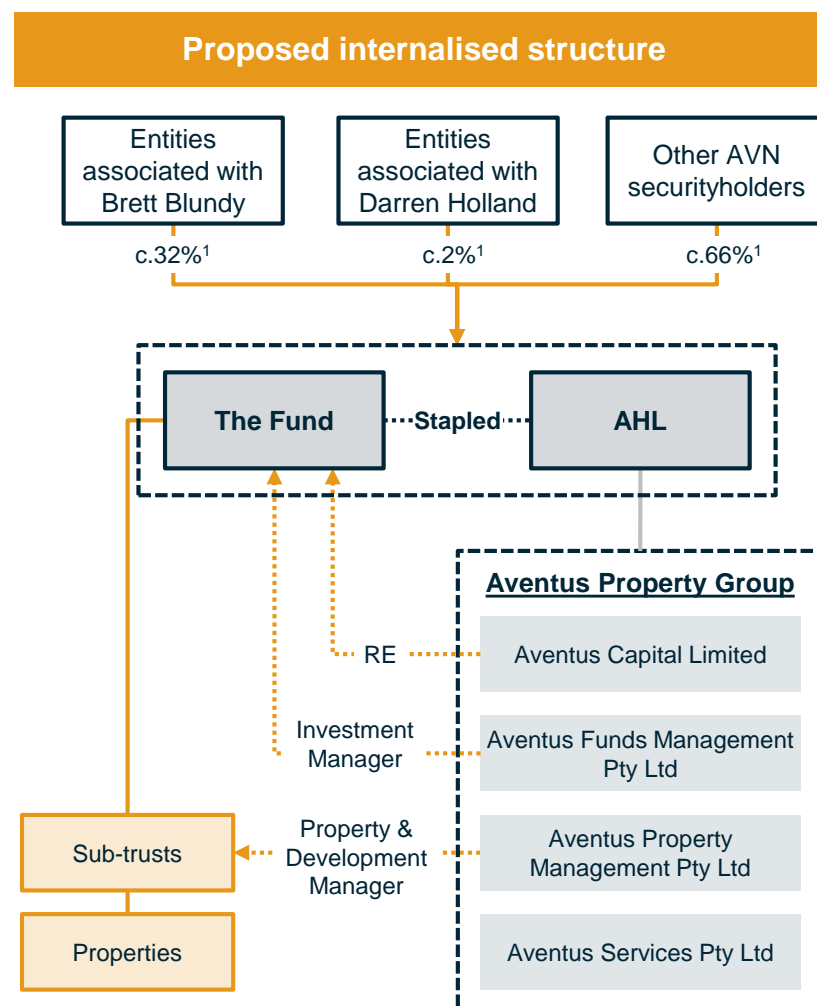 Proposed internalised structure
Entities
associated with
Brett Blundy
Entities
associated with
Darren Holland
Other AVN
securityholders
c.32%¹
c.2%¹
c.66%¹
The Fund
Stapled
AHL
Aventus Property Group
RE
Aventus Capital Limited
Investment
Manager
Aventus Funds Management
Pty Ltd
Sub-trusts
Property &
Development
Manager
Aventus Property
Management Pty Ltd
Properties
Aventus Services Pty Ltd